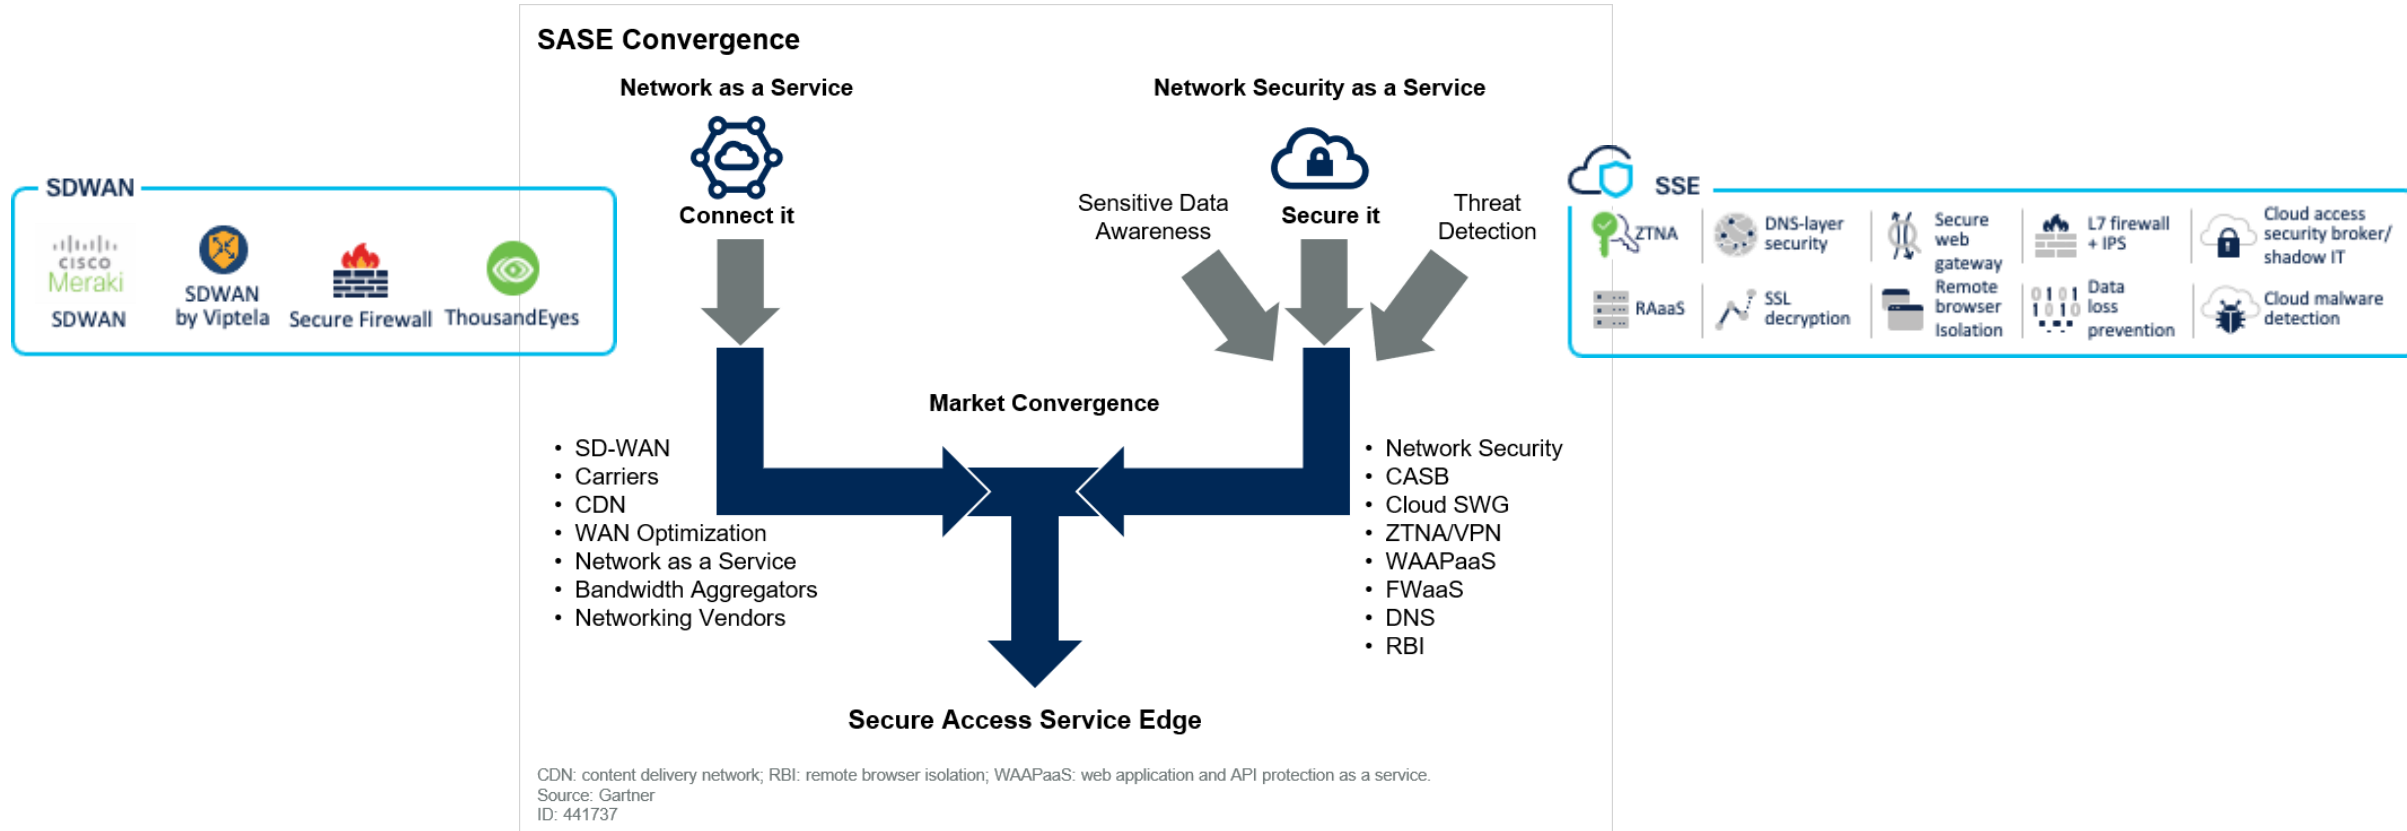 SASE Convergence
Network as a Service
Connect it
Network Security as a Service
Sensitive Data
Awareness
Secure it
Threat
Detection
SDWAN
CISCO
Meraki
SDWAN
SDWAN
by Viptela
Secure Firewall
ThousandEyes
SSE
ZTNA
DNS-layer
security
Secure
web
gateway
L7 firewall
+ IPS
Cloud access
security broker/
shadow IT
RAaaS
SSL
decryption
Remote
browser
Isolation
0101
1010
Data
loss
prevention
Cloud malware
detection
Market Convergence
• SD-WAN
• Carriers
• CDN
• WAN Optimization
• Network as a Service
• Bandwidth Aggregators
• Networking Vendors
• Network Security
• CASB
• Cloud SWG
• ZTNA/VPN
• WAAPaaS
• FWaaS
• DNS
• RBI
Secure Access Service Edge
CDN: content delivery network; RBI: remote browser isolation; WAAPaaS: web application and API protection as a service.
Source: Gartner
ID: 441737